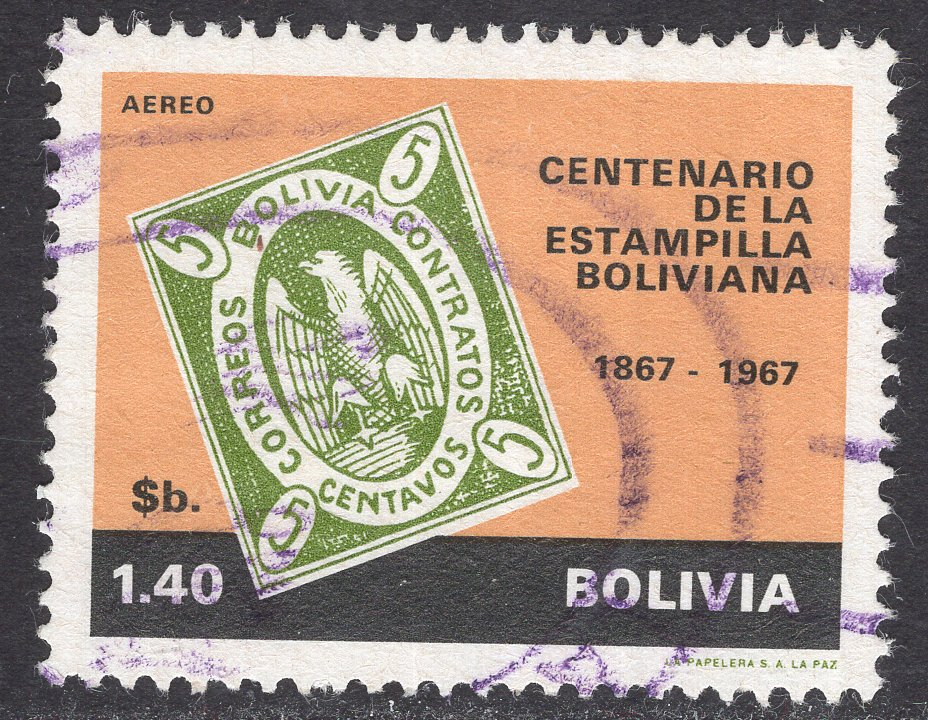 AEREO
CENTENARIO
DE LA
ESTAMPILLA
BOLIVIANA
1867 - 1967
5 5
CORREOS BOLIVIA CONTRATOS
CENTAVOS
5 5
$b.
1.40
BOLIVIA
LA PAPELERA S. A. LA PAZ